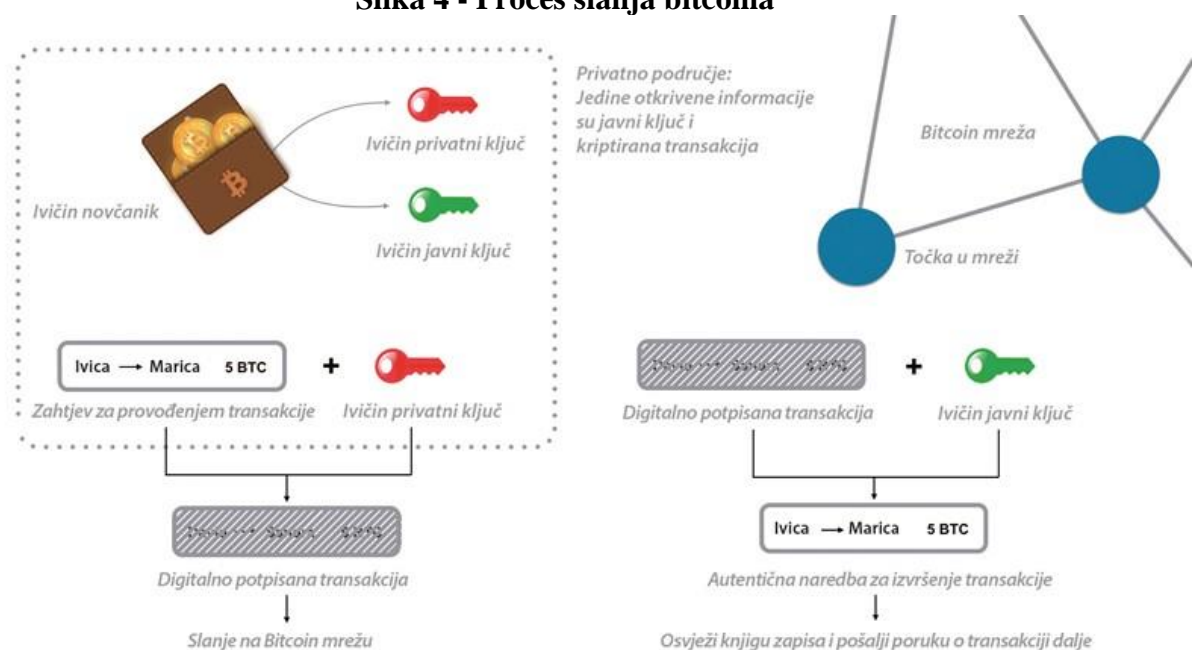 Slika 4 - Proces slanja bitcoina
Ivičin novčanik
Ivičin privatni ključ
Ivičin javni ključ
Privatno područje:
Jedine otkrivene informacije
su javni ključ i
kriptirana transakcija
Bitcoin mreža
Točka u mreži
Ivica → Marica 5 BTC
+
Zahtjev za provođenjem transakcije
Ivičin privatni ključ
Digitalno potpisana transakcija
Slanje na Bitcoin mrežu
+
Digitalno potpisana transakcija
Ivičin javni ključ
Ivica → Marica 5 BTC
Autentična naredba za izvršenje transakcije
Osvježi knjigu zapisa i pošalji poruku o transakciji dalje